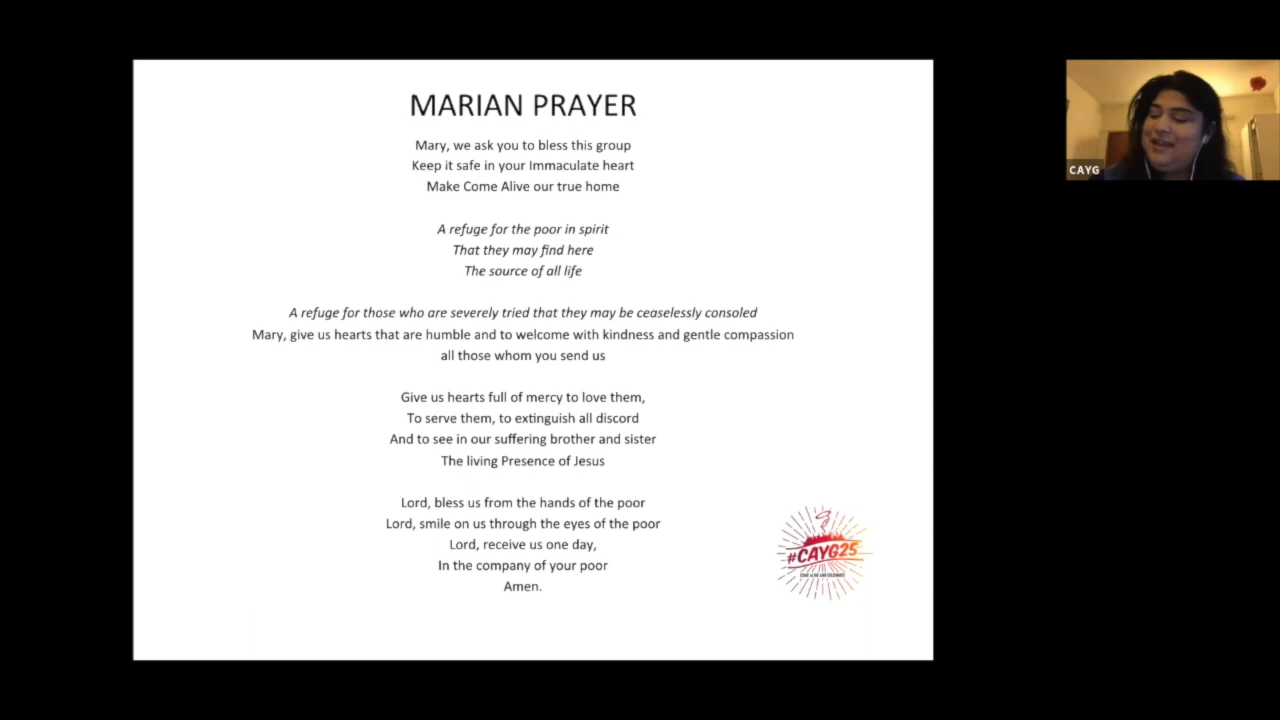 MARIAN PRAYER
Mary, we ask you to bless this group
Keep it safe in your Immaculate heart
Make Come Alive our true home
A refuge for the poor in spirit
That they may find here
The source of all life
A refuge for those who are severely tried that they may be ceaselessly consoled
Mary, give us hearts that are humble and to welcome with kindness and gentle compassion
all those whom you send us
Give us hearts full of mercy to love them,
To serve them, to extinguish all discord
And to see in our suffering brother and sister
The living Presence of Jesus
Lord, bless us from the hands of the poor
Lord, smile on us through the eyes of the poor
Lord, receive us one day,
In the company of your poor
Amen.
#CAYG25
CAYG